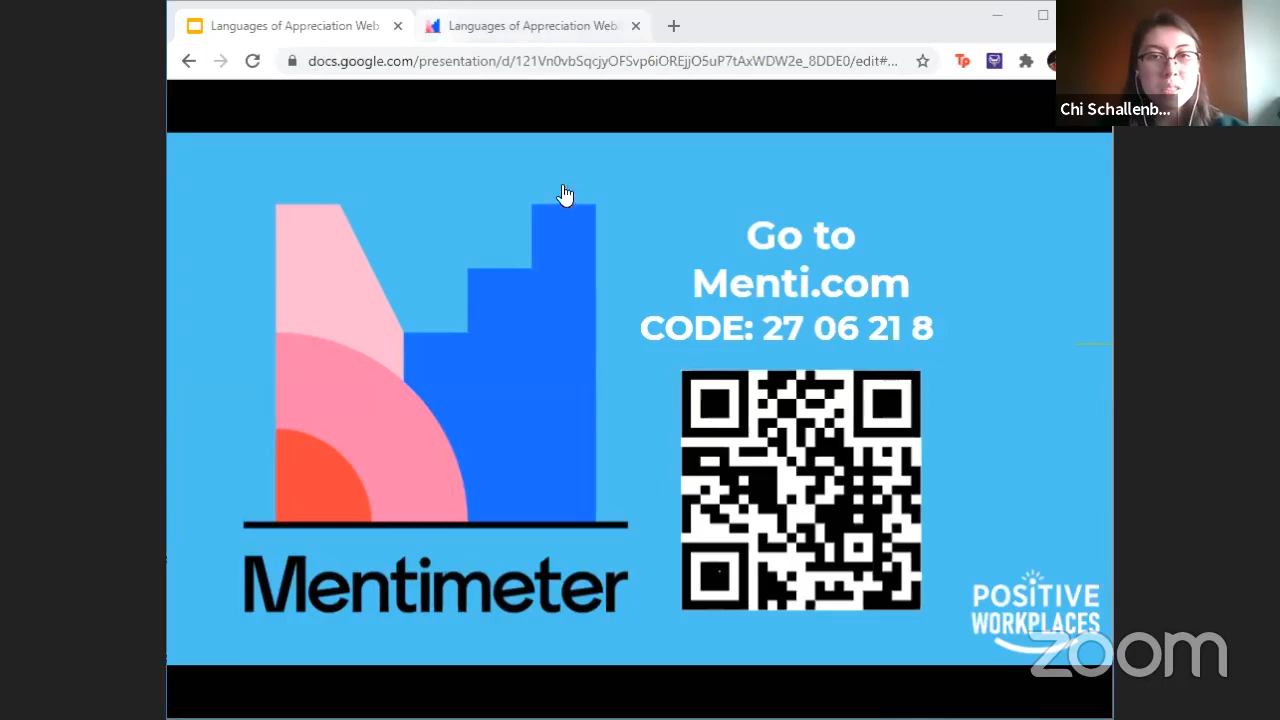 Languages of Appreciation Web
Languages of Appreciation Web
docs.google.com/presentation/d/121Vn0vbSqcjyOFSvp6iOREjjO5uP7tAxWDW2e_8DDE0/edit#...
Tp
Chi Schallenb...
Go to
Menti.com
CODE: 27 06 21 8
Mentimeter
POSITIVE
WORKPLACES
zoom